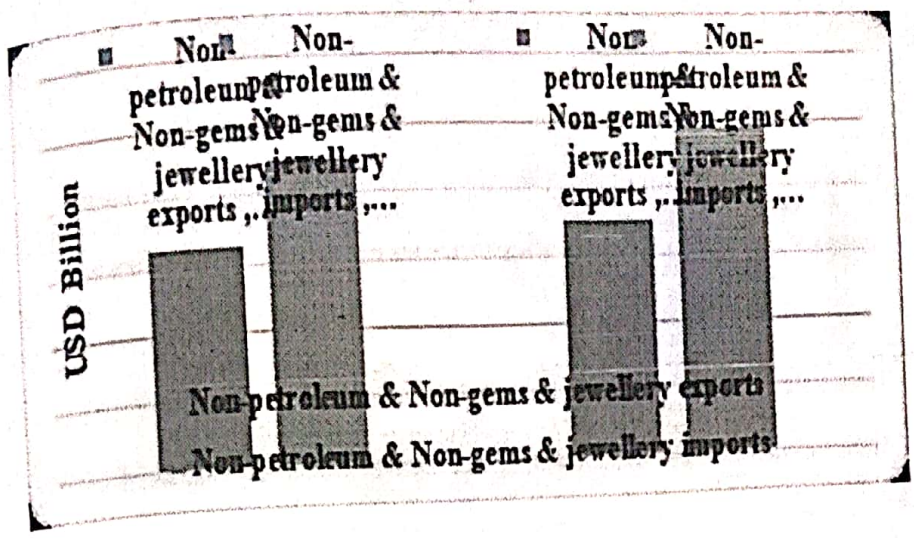 Non-
petroleum &
Non-gems &
jewellery
exports ,...
Non-
petroleum &
Non-gems &
jewellery
imports ,...
Non-
petroleum &
Non-gems &
jewellery
exports ,...
Non-
petroleum &
Non-gems &
jewellery
imports ,...
USD Billion
Non-petroleum & Non-gems & jewellery exports
Non-petroleum & Non-gems & jewellery imports